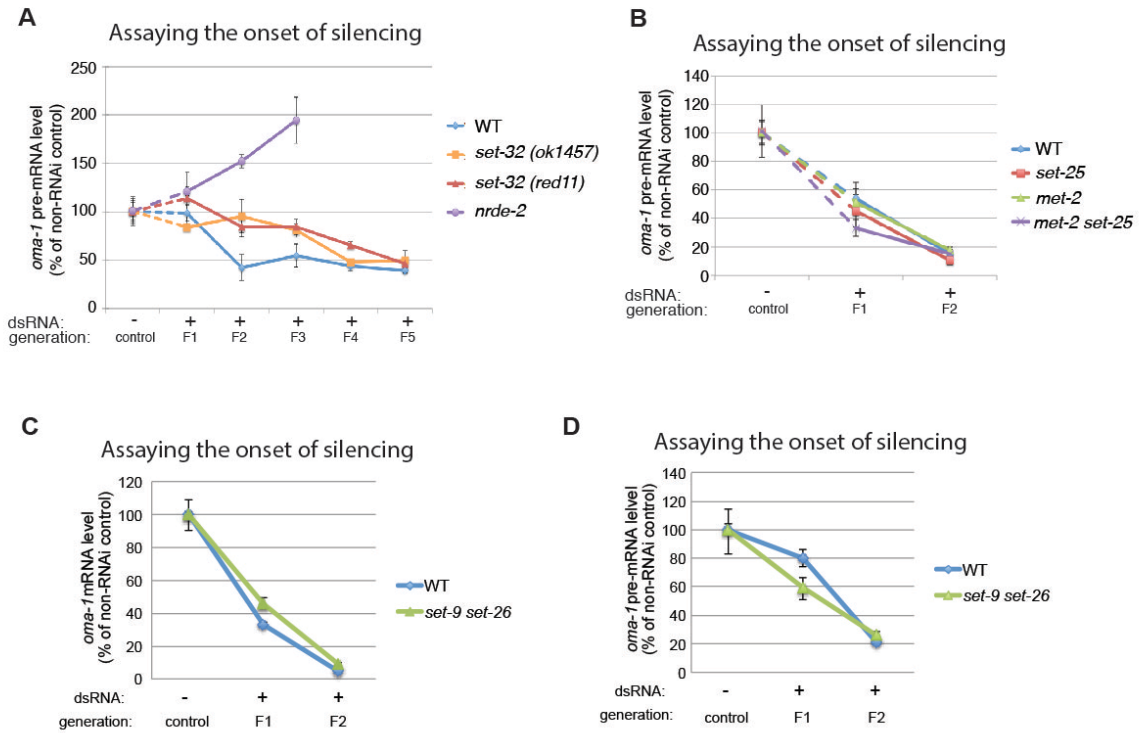 A
Assaying the onset of silencing
oma-1 pre-mRNA level
(% of non-RNAi control)
250
200
150
100
50
0
dsRNA: - + + + + +
generation: control F1 F2 F3 F4 F5
WT
set-32 (ok1457)
set-32 (red11)
nrde-2
B
Assaying the onset of silencing
oma-1 pre-mRNA level
(% of non-RNAi control)
140
120
100
80
60
40
20
0
dsRNA: - + +
generation: control F1 F2
WT
set-25
met-2
met-2 set-25
C
Assaying the onset of silencing
oma-1 mRNA level
(% of non-RNAi control)
120
100
80
60
40
20
0
dsRNA: - + +
generation: control F1 F2
WT
set-9 set-26
D
Assaying the onset of silencing
oma-1 pre-mRNA level
(% of non-RNAi control)
140
120
100
80
60
40
20
0
dsRNA: - + +
generation: control F1 F2
WT
set-9 set-26